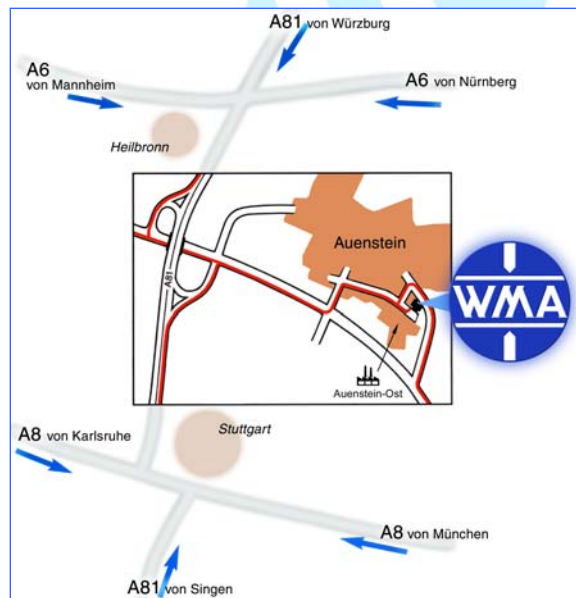 A81 von Würzburg
A6
von Mannheim
A6 von Nürnberg
Heilbronn
Auenstein
A81
WMA
Auenstein-Ost
Stuttgart
A8 von Karlsruhe
A8 von München
A81 von Singen